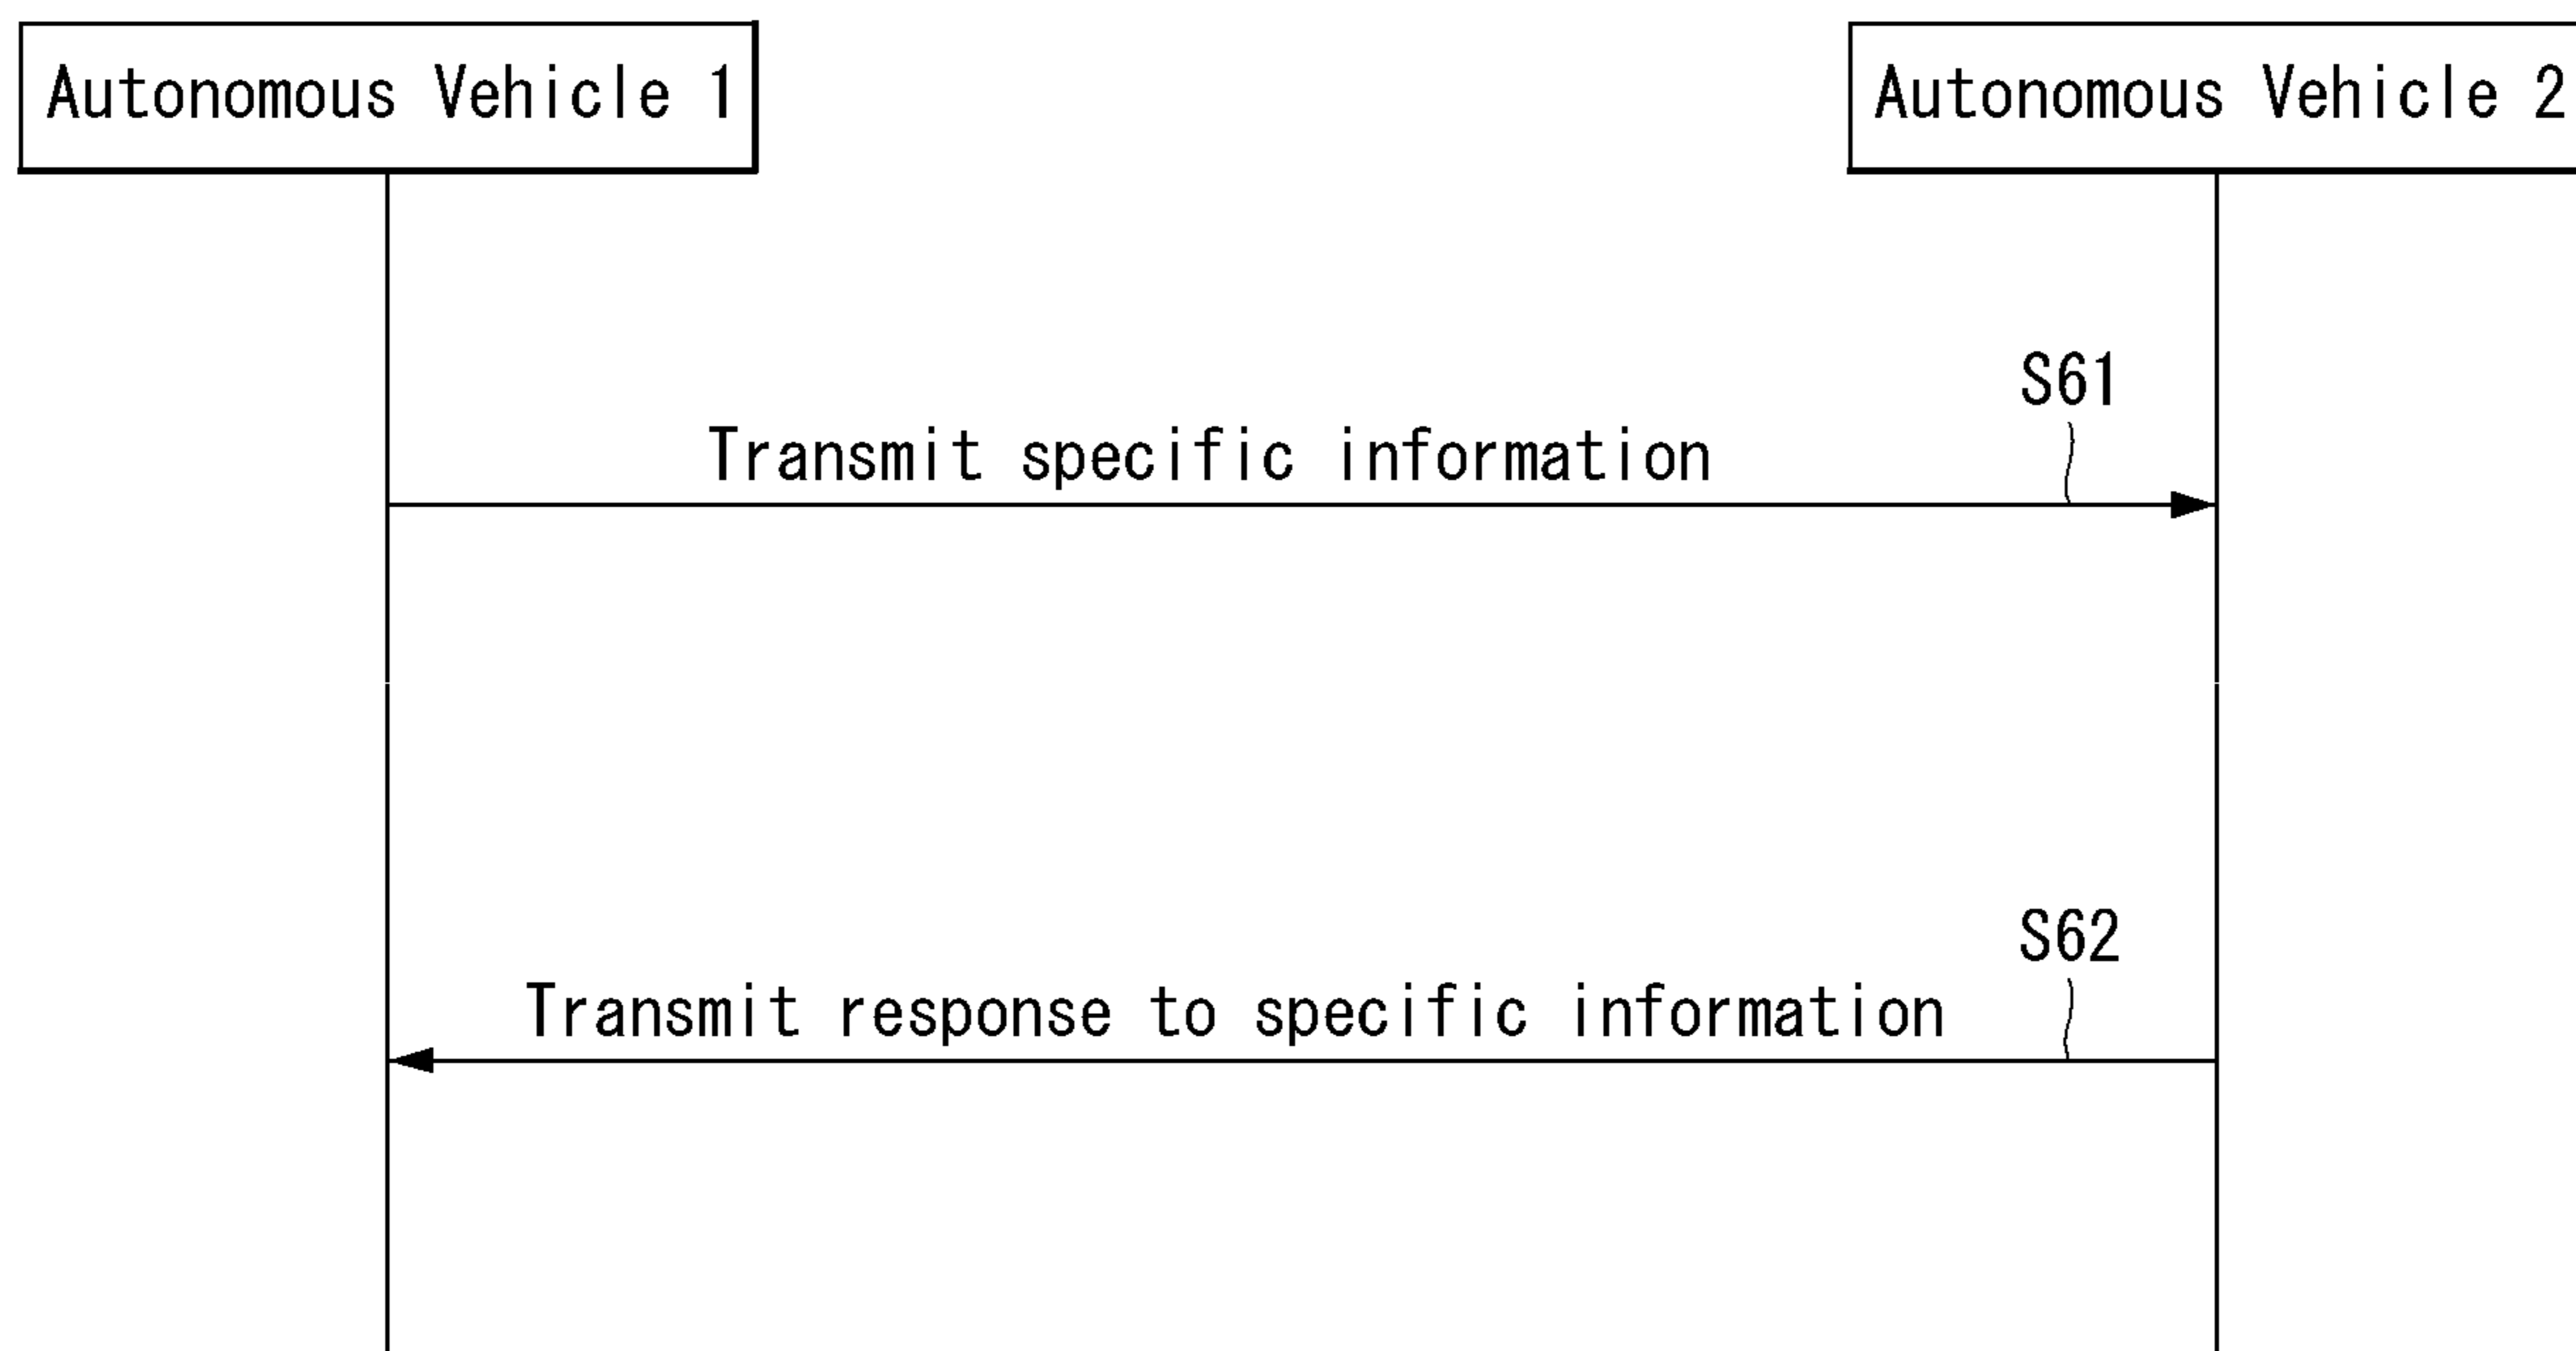 Autonomous Vehicle 1
Autonomous Vehicle 2
S61
Transmit specific information
S62
Transmit response to specific information